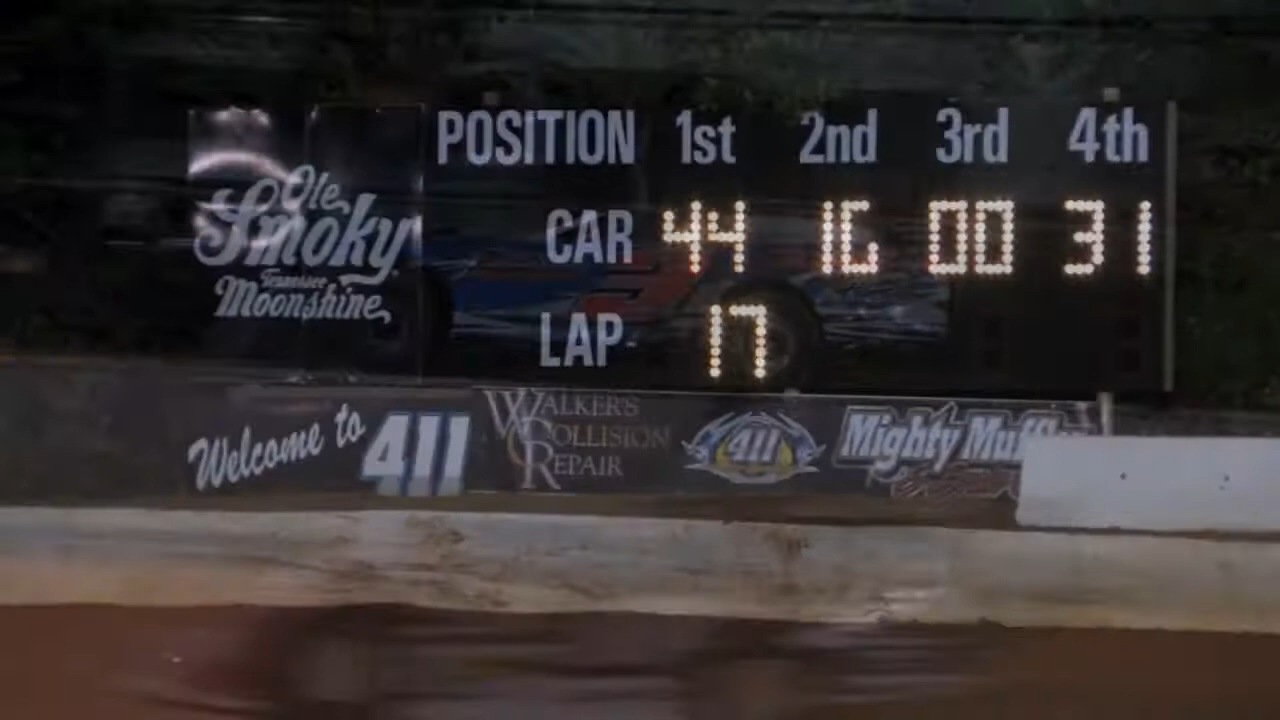 POSITION 1st 2nd 3rd 4th
CAR 44 16 00 31
LAP 17
Ole
Smoky
Tennessee
Moonshine
Welcome to 411
WALKER'S
COLLISION
REPAIR
411
Mighty